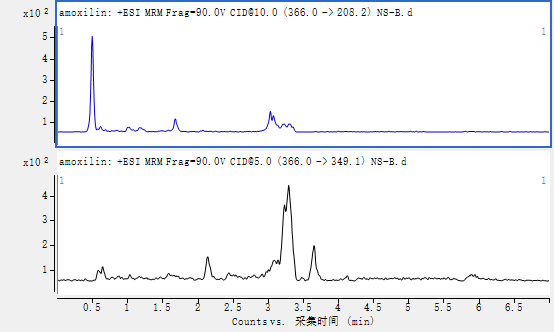 x10 2
amoxilin: +ESI MRM Frag=90.0V CID@10.0 (366.0 -> 208.2) NS-B.d
1 1
5
4
3
2
1
x10 2
amoxilin: +ESI MRM Frag=90.0V CID@5.0 (366.0 -> 349.1) NS-B.d
1 1
4
3
2
1
0.5 1 1.5 2 2.5 3 3.5 4 4.5 5 5.5 6 6.5
Counts vs. 采集时间 (min)